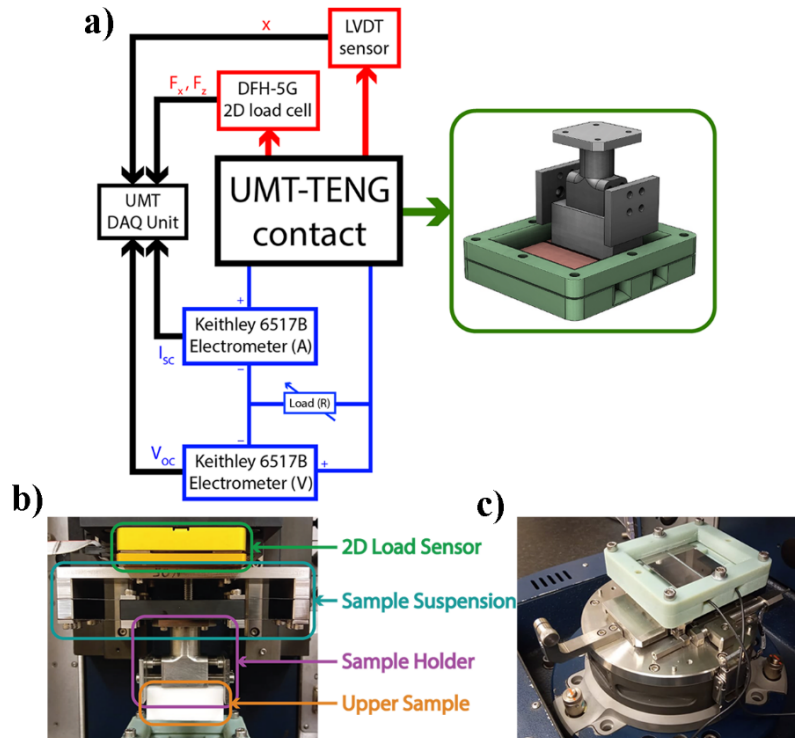 a)
x
LVDT
sensor
Fx, Fz
DFH-5G
2D load cell
UMT
DAQ Unit
UMT-TENG
contact
+
Keithley 6517B
Electrometer (A)
Isc
−
Load (R)
−
Voc
+
Keithley 6517B
Electrometer (V)
b)
c)
2D Load Sensor
Sample Suspension
Sample Holder
Upper Sample